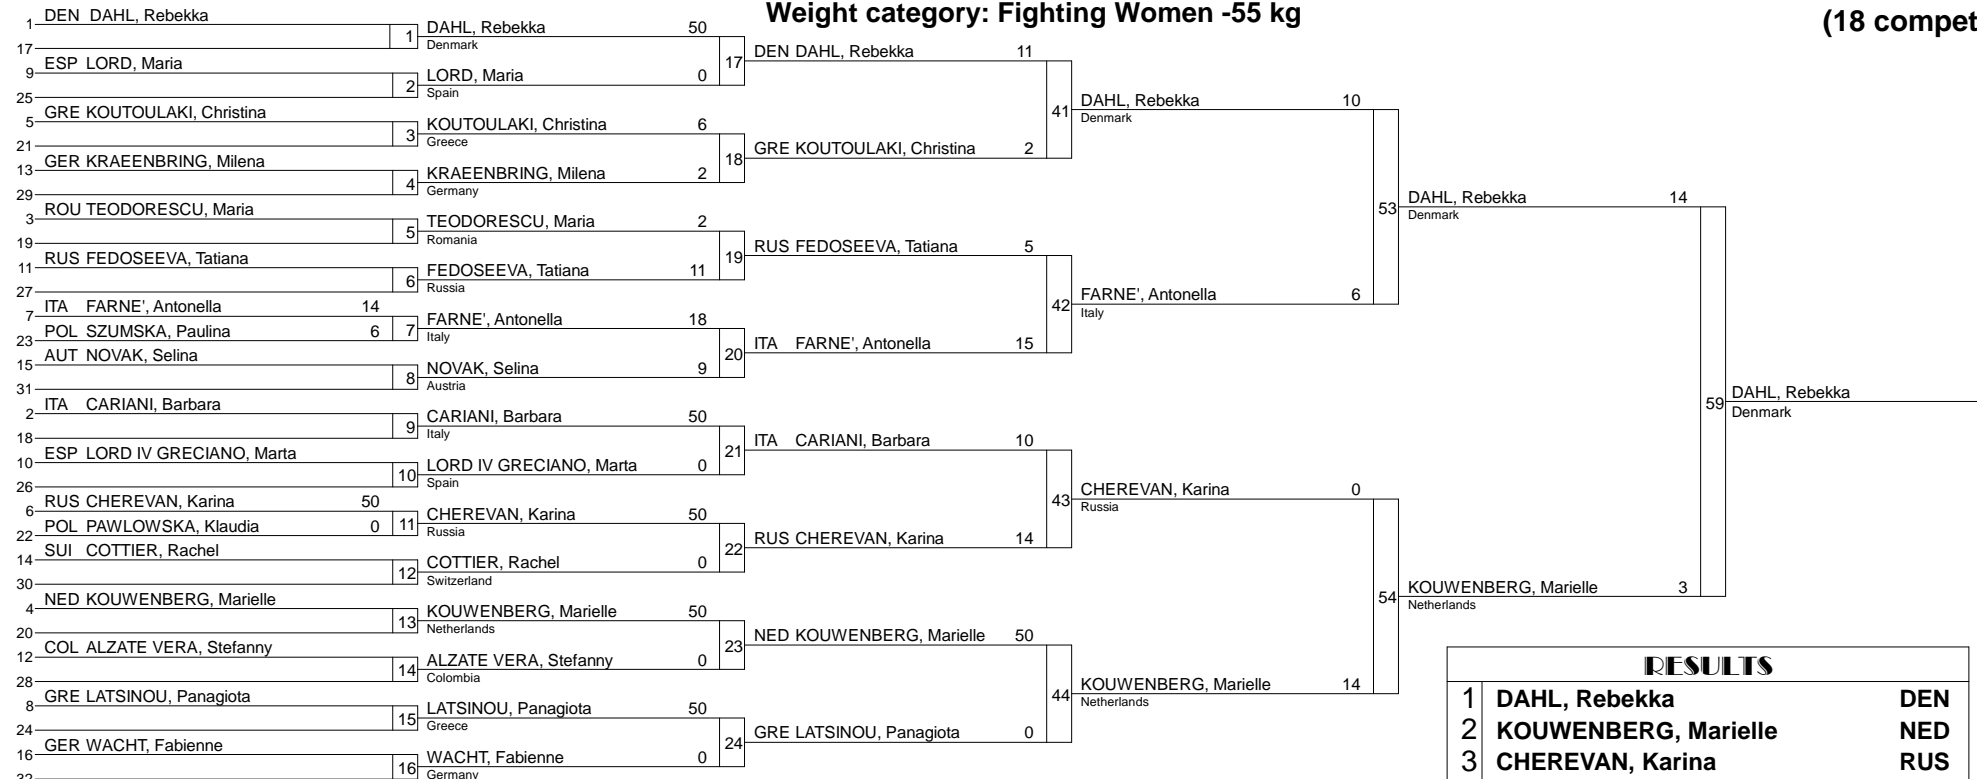 Weight category: Fighting Women -55 kg
(18 compet
1 DEN DAHL, Rebekka
17
1
9 ESP LORD, Maria
25
2
5 GRE KOUTOULAKI, Christina
21
3
13 GER KRAEENBRING, Milena
29
4
3 ROU TEODORESCU, Maria
19
5
11 RUS FEDOSEEVA, Tatiana
27
6
7 ITA FARNE', Antonella 14
23 POL SZUMSKA, Paulina 6
7
15 AUT NOVAK, Selina
31
8
2 ITA CARIANI, Barbara
18
9
10 ESP LORD IV GRECIANO, Marta
26
10
6 RUS CHEREVAN, Karina 50
22 POL PAWLOWSKA, Klaudia 0
11
14 SUI COTTIER, Rachel
30
12
4 NED KOUWENBERG, Marielle
20
13
12 COL ALZATE VERA, Stefanny
28
14
8 GRE LATSINOU, Panagiota
24
15
16 GER WACHT, Fabienne
32
16
DAHL, Rebekka 50
Denmark
17
LORD, Maria 0
Spain
KOUTOULAKI, Christina 6
Greece
18
KRAEENBRING, Milena 2
Germany
TEODORESCU, Maria 2
Romania
19
FEDOSEEVA, Tatiana 11
Russia
FARNE', Antonella 18
Italy
20
NOVAK, Selina 9
Austria
CARIANI, Barbara 50
Italy
21
LORD IV GRECIANO, Marta 0
Spain
CHEREVAN, Karina 50
Russia
22
COTTIER, Rachel 0
Switzerland
KOUWENBERG, Marielle 50
Netherlands
23
ALZATE VERA, Stefanny 0
Colombia
LATSINOU, Panagiota 50
Greece
24
WACHT, Fabienne 0
Germany
DEN DAHL, Rebekka 11
41
GRE KOUTOULAKI, Christina 2
RUS FEDOSEEVA, Tatiana 5
42
ITA FARNE', Antonella 15
ITA CARIANI, Barbara 10
43
RUS CHEREVAN, Karina 14
NED KOUWENBERG, Marielle 50
44
GRE LATSINOU, Panagiota 0
DAHL, Rebekka 10
Denmark
53
FARNE', Antonella 6
Italy
CHEREVAN, Karina 0
Russia
54
KOUWENBERG, Marielle 14
Netherlands
DAHL, Rebekka 14
Denmark
59
KOUWENBERG, Marielle 3
Netherlands
DAHL, Rebekka
Denmark
RESULTS
1 DAHL, Rebekka DEN
2 KOUWENBERG, Marielle NED
3 CHEREVAN, Karina RUS